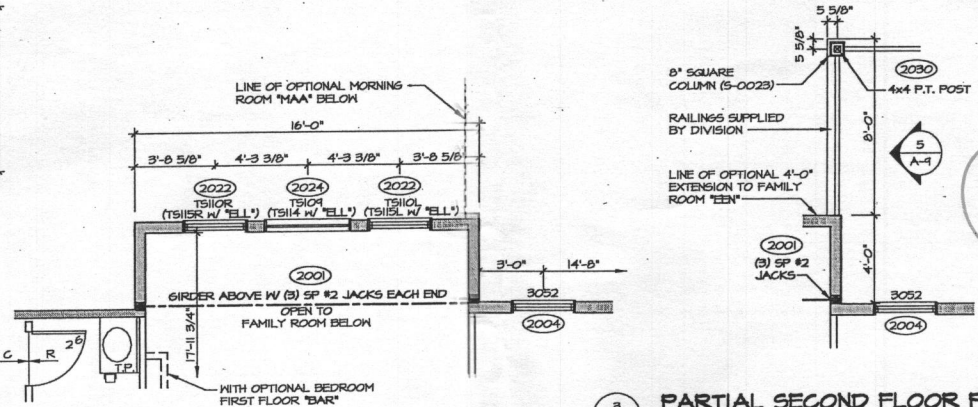 LINE OF OPTIONAL MORNING
ROOM "MAA" BELOW
16'-0"
3'-8 5/8"
4'-3 3/8"
4'-3 3/8"
3'-8 5/8"
2022
TS110R
(TS115R W/ "ELL")
2024
TS109
(TS114 W/ "ELL")
2022
TS110L
(TS115L W/ "ELL")
2001
GIRDER ABOVE W/ (3) SP #2 JACKS EACH END
OPEN TO
FAMILY ROOM BELOW
17'-11 3/4"
3'-0"
14'-8"
3052
2004
C
R
26
T.P.
WITH OPTIONAL BEDROOM
FIRST FLOOR "BAR"
5 5/8"
5 5/8"
8" SQUARE
COLUMN (S-0023)
2030
4x4 P.T. POST
RAILINGS SUPPLIED
BY DIVISION
8'-0"
5
A-9
LINE OF OPTIONAL 4'-0"
EXTENSION TO FAMILY
ROOM "EEN"
2001
(3) SP #2
JACKS
4'-0"
3052
2004
3
PARTIAL SECOND FLOOR